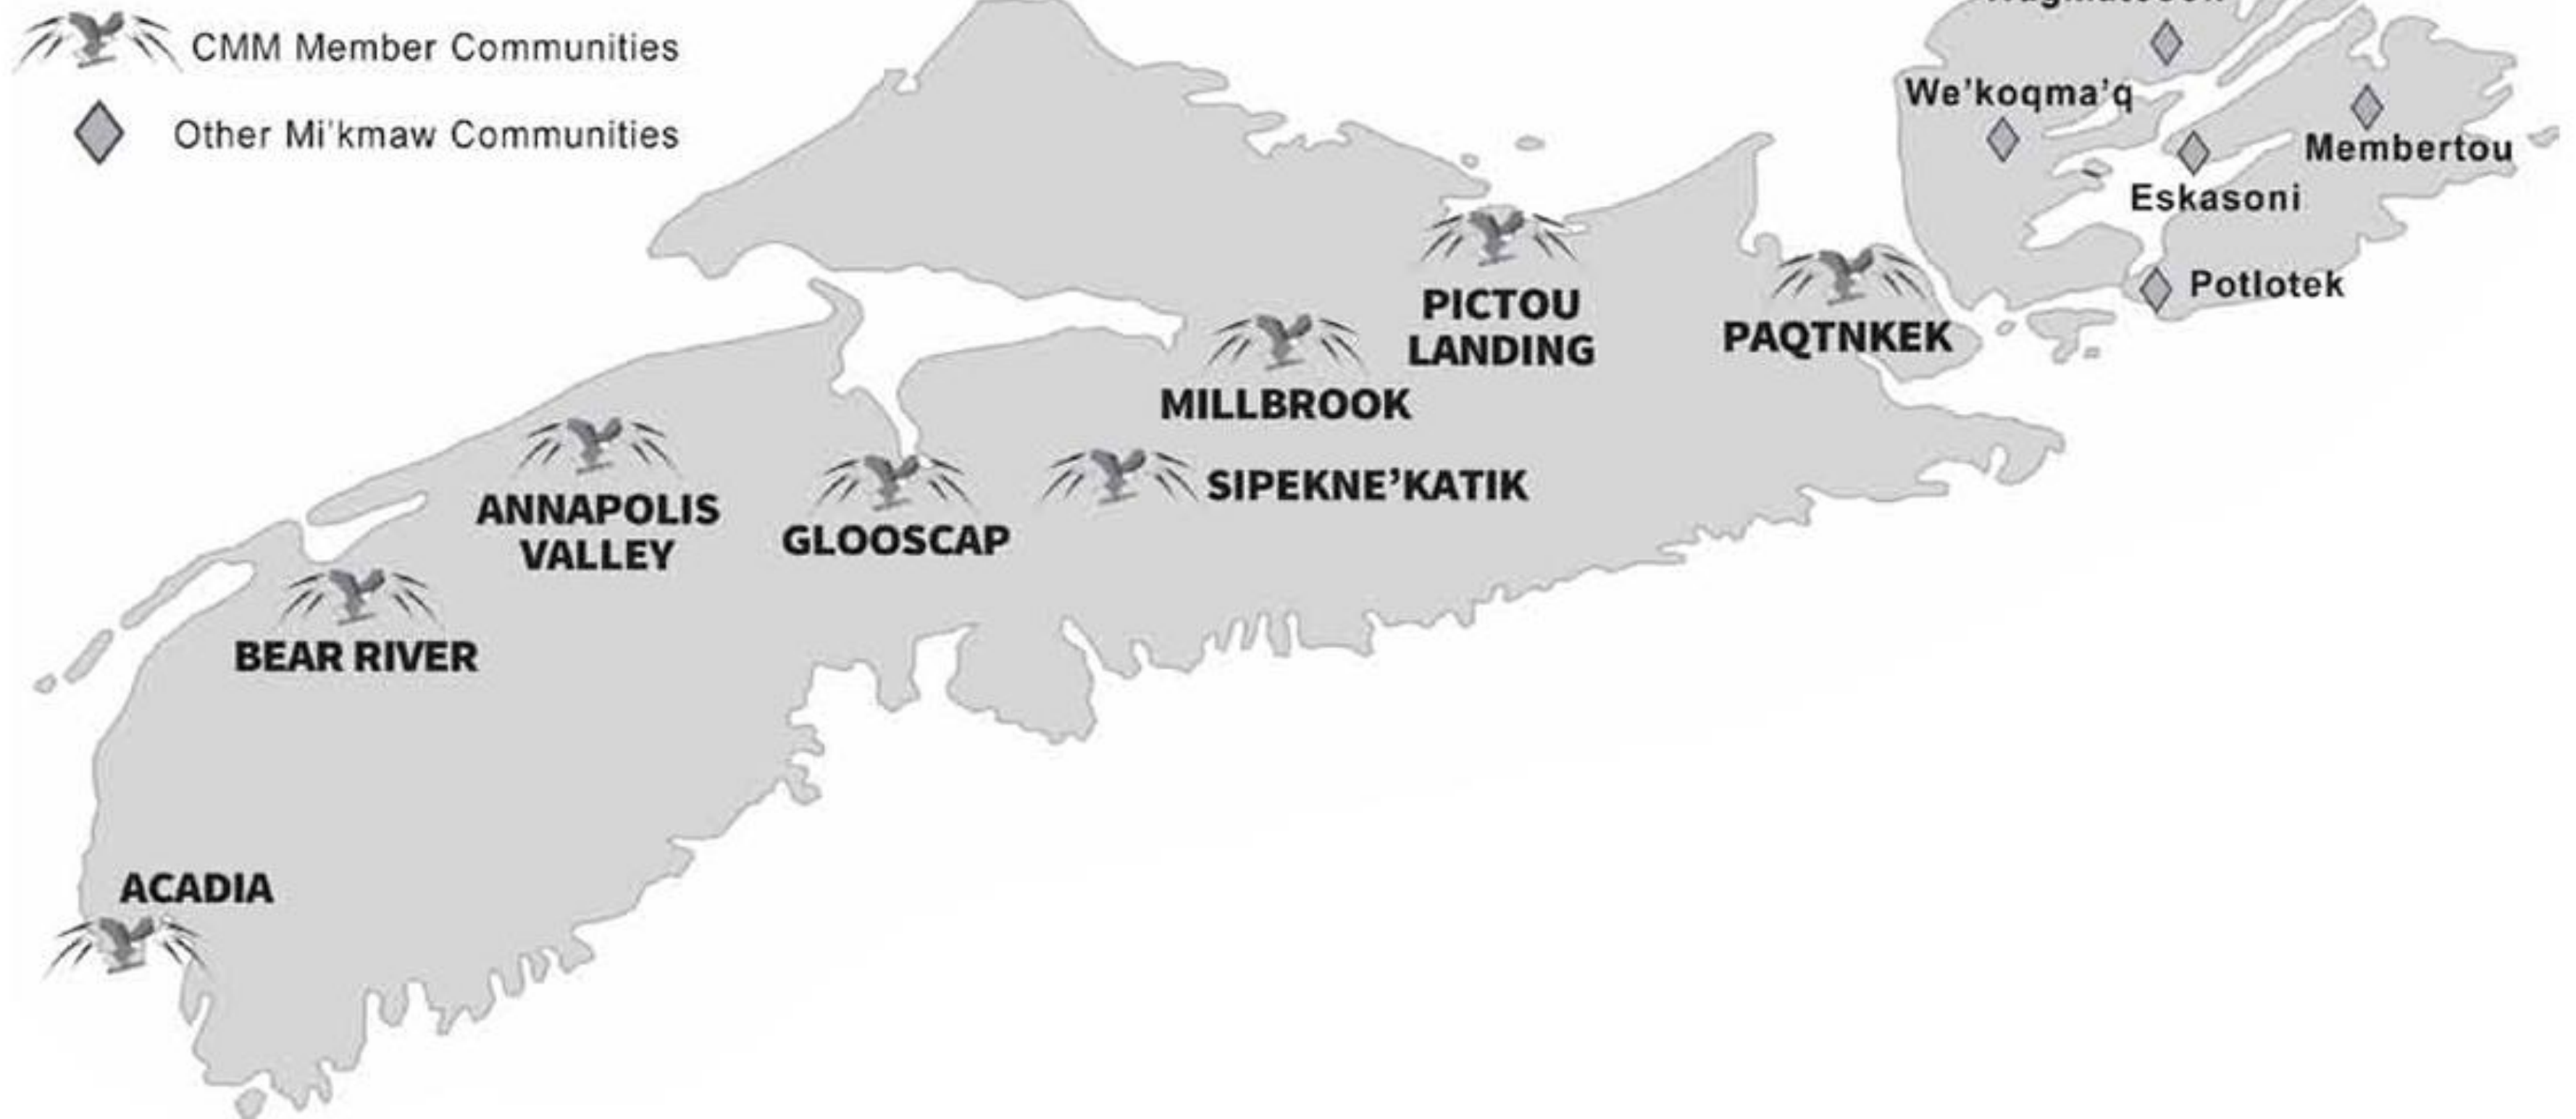 CMM Member Communities
Other Mi'kmaw Communities
We'koqma'q
Membertou
Eskasoni
Potlotek
PICTOU
LANDING
PAQTNKEK
MILLBROOK
SIPEKNE'KATIK
ANNAPOLIS
VALLEY
GLOOSCAP
BEAR RIVER
ACADIA